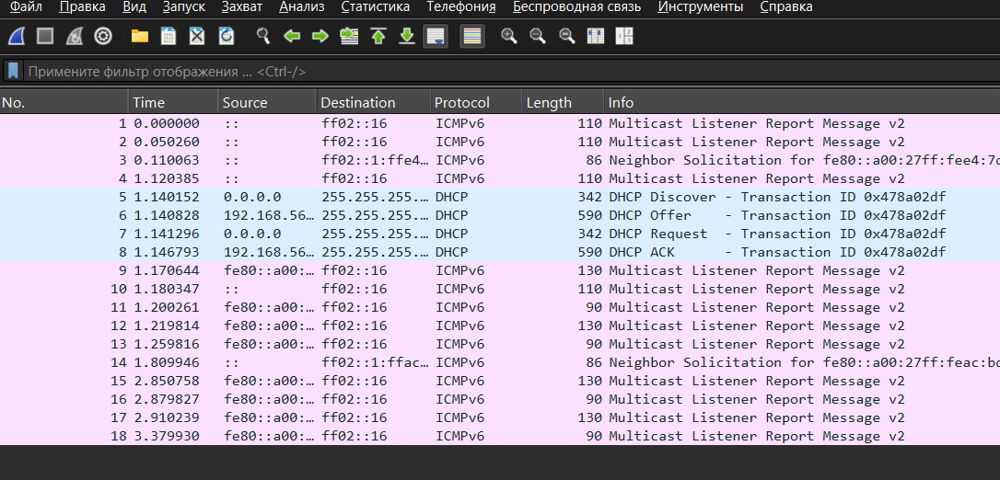 Файл Правка Вид Запуск Захват Анализ Статистика Телефония Беспроводная связь Инструменты Справка
Примените фильтр отображения ... <Ctrl-/>
No. Time Source Destination Protocol Length Info
1 0.000000 :: ff02::16 ICMPv6 110 Multicast Listener Report Message v2
2 0.050260 :: ff02::16 ICMPv6 110 Multicast Listener Report Message v2
3 0.110063 :: ff02::1:ffe4… ICMPv6 86 Neighbor Solicitation for fe80::a00:27ff:fee4:7d
4 1.120385 :: ff02::16 ICMPv6 110 Multicast Listener Report Message v2
5 1.140152 0.0.0.0 255.255.255.… DHCP 342 DHCP Discover - Transaction ID 0x478a02df
6 1.140828 192.168.56… 255.255.255.… DHCP 590 DHCP Offer - Transaction ID 0x478a02df
7 1.141296 0.0.0.0 255.255.255.… DHCP 342 DHCP Request - Transaction ID 0x478a02df
8 1.146793 192.168.56… 255.255.255.… DHCP 590 DHCP ACK - Transaction ID 0x478a02df
9 1.170644 fe80::a00:… ff02::16 ICMPv6 130 Multicast Listener Report Message v2
10 1.180347 :: ff02::16 ICMPv6 110 Multicast Listener Report Message v2
11 1.200261 fe80::a00:… ff02::16 ICMPv6 90 Multicast Listener Report Message v2
12 1.219814 fe80::a00:… ff02::16 ICMPv6 130 Multicast Listener Report Message v2
13 1.259816 fe80::a00:… ff02::16 ICMPv6 90 Multicast Listener Report Message v2
14 1.809946 :: ff02::1:ffac… ICMPv6 86 Neighbor Solicitation for fe80::a00:27ff:feac:bd
15 2.850758 fe80::a00:… ff02::16 ICMPv6 130 Multicast Listener Report Message v2
16 2.879827 fe80::a00:… ff02::16 ICMPv6 90 Multicast Listener Report Message v2
17 2.910239 fe80::a00:… ff02::16 ICMPv6 130 Multicast Listener Report Message v2
18 3.379930 fe80::a00:… ff02::16 ICMPv6 90 Multicast Listener Report Message v2